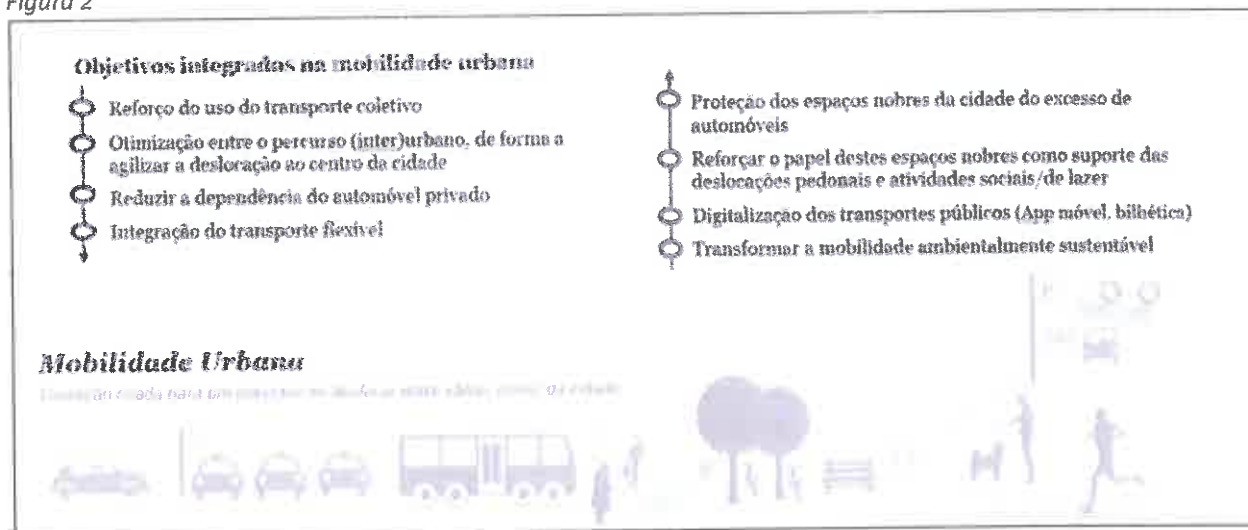 Figura 2
Objetivos integrados na mobilidade urbana
Reforço do uso do transporte coletivo
Otimização entre o percurso (inter)urbano, de forma a
agilizar a deslocação ao centro da cidade
Reduzir a dependência do automóvel privado
Integração do transporte flexível
Proteção dos espaços nobres da cidade do excesso de
automóveis
Reforçar o papel destes espaços nobres como suporte das
deslocações pedonais e atividades sociais/de lazer
Digitalização dos transportes públicos (App móvel, bilhética)
Transformar a mobilidade ambientalmente sustentável
Mobilidade Urbana
para
cidade